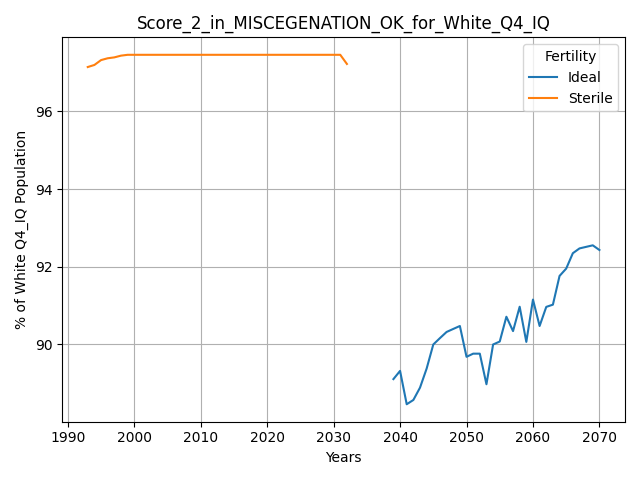 Score_2_in_MISCEGENATION_OK_for_White_Q4_IQ
Fertility
Ideal
Sterile
% of White Q4_IQ Population
96
94
92
90
1990 2000 2010 2020 2030 2040 2050 2060 2070
Years